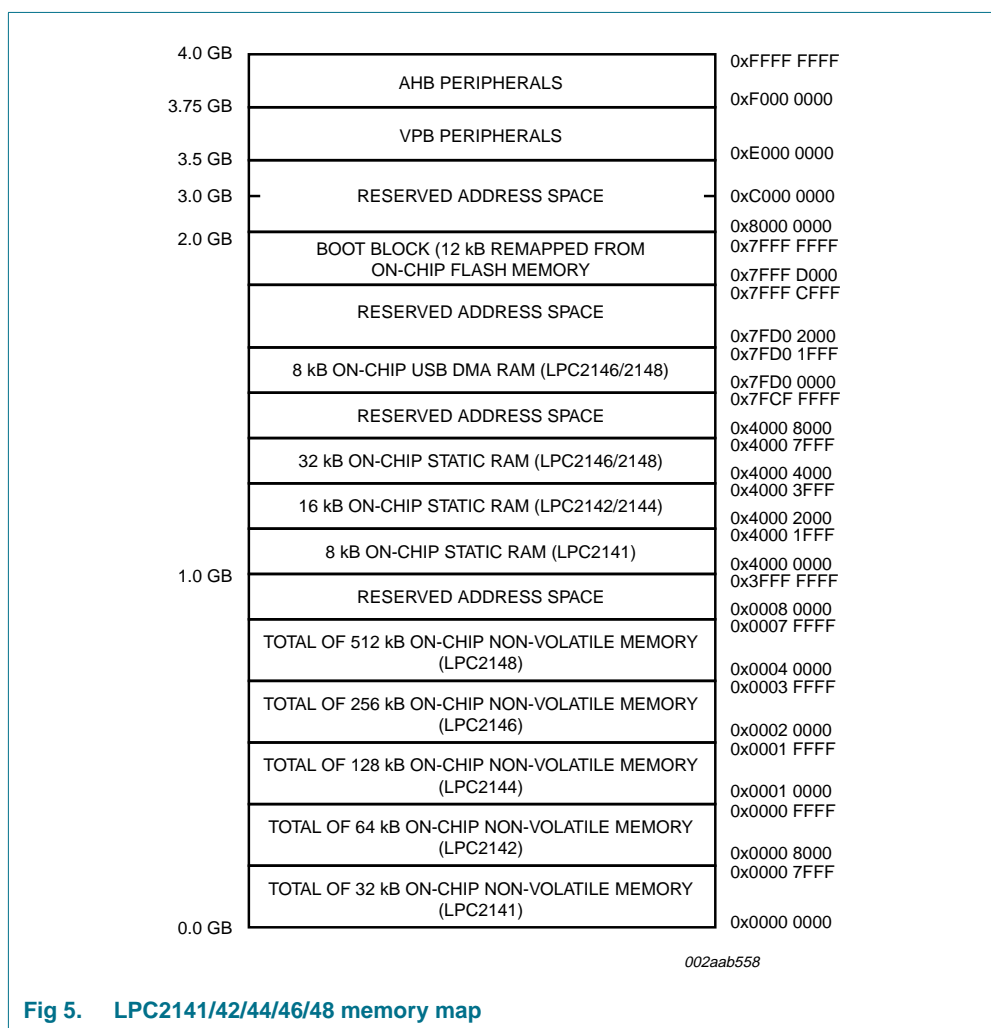 4.0 GB
0xFFFF FFFF
AHB PERIPHERALS
3.75 GB
0xF000 0000
VPB PERIPHERALS
3.5 GB
0xE000 0000
3.0 GB
RESERVED ADDRESS SPACE
0xC000 0000
0x8000 0000
2.0 GB
0x7FFF FFFF
BOOT BLOCK (12 kB REMAPPED FROM
ON-CHIP FLASH MEMORY
0x7FFF D000
0x7FFF CFFF
RESERVED ADDRESS SPACE
0x7FD0 2000
0x7FD0 1FFF
8 kB ON-CHIP USB DMA RAM (LPC2146/2148)
0x7FD0 0000
0x7FCF FFFF
RESERVED ADDRESS SPACE
0x4000 8000
0x4000 7FFF
32 kB ON-CHIP STATIC RAM (LPC2146/2148)
0x4000 4000
0x4000 3FFF
16 kB ON-CHIP STATIC RAM (LPC2142/2144)
0x4000 2000
0x4000 1FFF
8 kB ON-CHIP STATIC RAM (LPC2141)
0x4000 0000
1.0 GB
0x3FFF FFFF
RESERVED ADDRESS SPACE
0x0008 0000
0x0007 FFFF
TOTAL OF 512 kB ON-CHIP NON-VOLATILE MEMORY
(LPC2148)
0x0004 0000
0x0003 FFFF
TOTAL OF 256 kB ON-CHIP NON-VOLATILE MEMORY
(LPC2146)
0x0002 0000
0x0001 FFFF
TOTAL OF 128 kB ON-CHIP NON-VOLATILE MEMORY
(LPC2144)
0x0001 0000
0x0000 FFFF
TOTAL OF 64 kB ON-CHIP NON-VOLATILE MEMORY
(LPC2142)
0x0000 8000
0x0000 7FFF
TOTAL OF 32 kB ON-CHIP NON-VOLATILE MEMORY
(LPC2141)
0.0 GB
0x0000 0000
002aab558
Fig 5. LPC2141/42/44/46/48 memory map